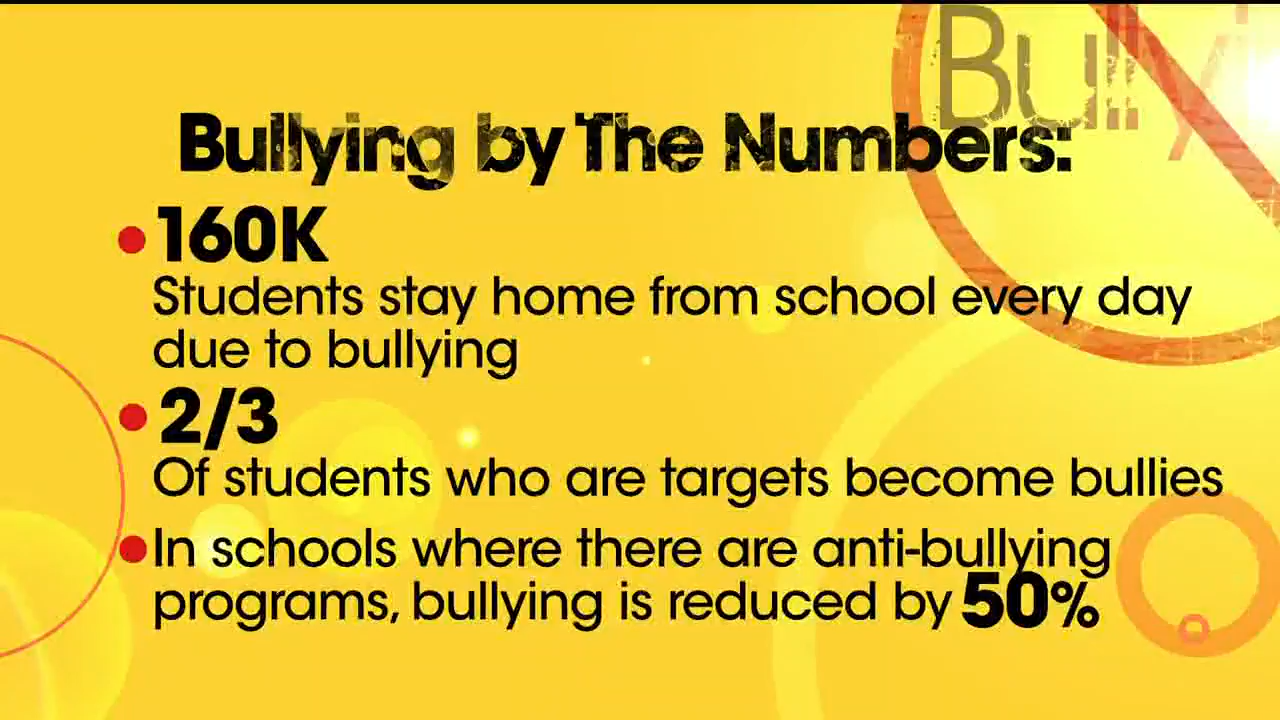 Bully
Bullying by The Numbers:
160K
Students stay home from school every day
due to bullying
2/3
Of students who are targets become bullies
In schools where there are anti-bullying
programs, bullying is reduced by 50%